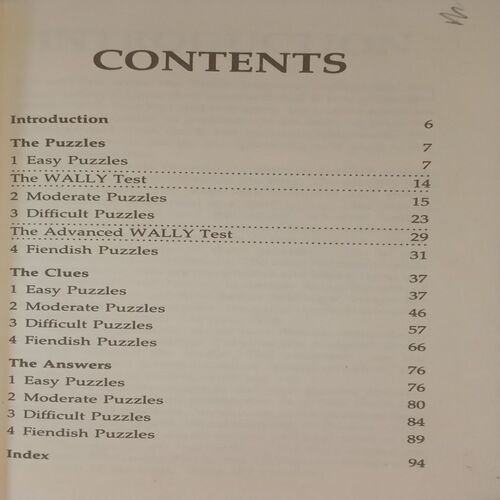 CONTENTS
Introduction 6
The Puzzles 7
1 Easy Puzzles 7
The WALLY Test 14
2 Moderate Puzzles 15
3 Difficult Puzzles 23
The Advanced WALLY Test 29
4 Fiendish Puzzles 31
The Clues 37
1 Easy Puzzles 37
2 Moderate Puzzles 46
3 Difficult Puzzles 57
4 Fiendish Puzzles 66
The Answers 76
1 Easy Puzzles 76
2 Moderate Puzzles 80
3 Difficult Puzzles 84
4 Fiendish Puzzles 89
Index 94